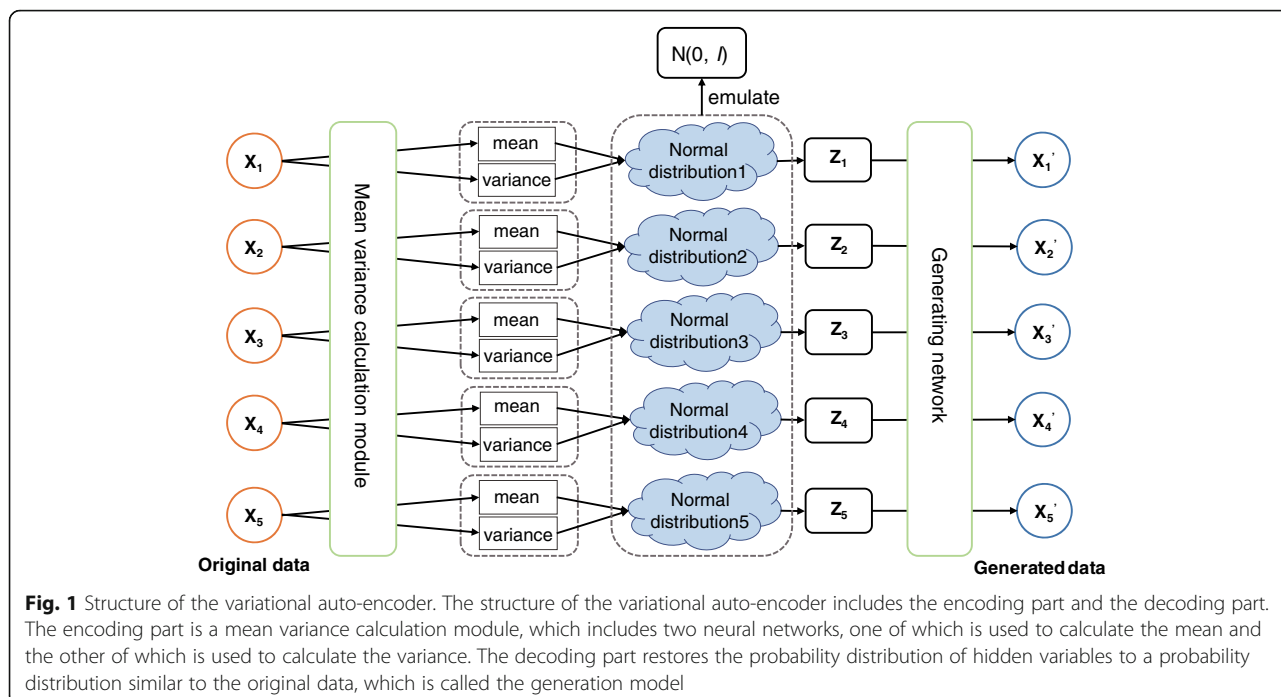 N(0, I)
emulate
X1
mean
variance
Normal
distribution1
Z1
X1'
X2
mean
variance
Normal
distribution2
Z2
X2'
X3
mean
variance
Normal
distribution3
Z3
X3'
X4
mean
variance
Normal
distribution4
Z4
X4'
X5
mean
variance
Normal
distribution5
Z5
X5'
Mean variance calculation module
Generating network
Original data
Generated data
Fig. 1 Structure of the variational auto-encoder. The structure of the variational auto-encoder includes the encoding part and the decoding part.
The encoding part is a mean variance calculation module, which includes two neural networks, one of which is used to calculate the mean and
the other of which is used to calculate the variance. The decoding part restores the probability distribution of hidden variables to a probability
distribution similar to the original data, which is called the generation model